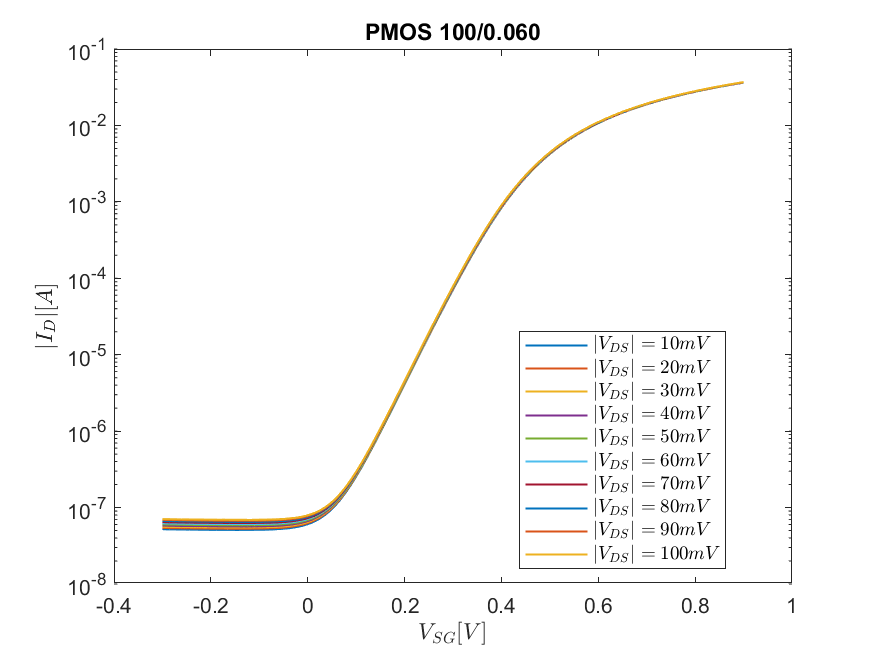 PMOS 100/0.060
|I_D|[A]
10^-1
10^-2
10^-3
10^-4
10^-5
10^-6
10^-7
10^-8
-0.4 -0.2 0 0.2 0.4 0.6 0.8 1
V_SG[V]
|V_DS| = 10mV
|V_DS| = 20mV
|V_DS| = 30mV
|V_DS| = 40mV
|V_DS| = 50mV
|V_DS| = 60mV
|V_DS| = 70mV
|V_DS| = 80mV
|V_DS| = 90mV
|V_DS| = 100mV